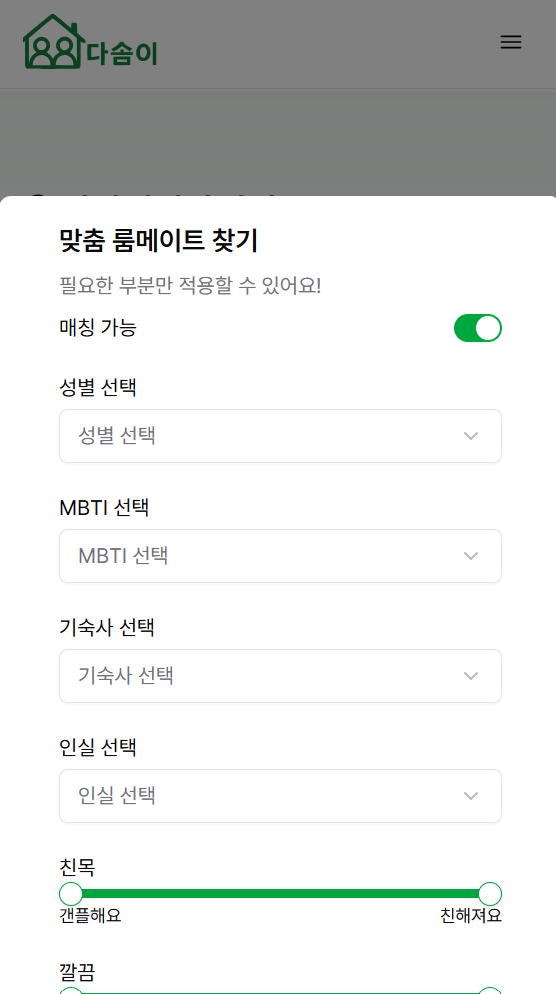 다솜이
맞춤 룸메이트 찾기
필요한 부분만 적용할 수 있어요!
매칭 가능
성별 선택
성별 선택
MBTI 선택
MBTI 선택
기숙사 선택
기숙사 선택
인실 선택
인실 선택
친목
갠플해요 친해져요
깔끔